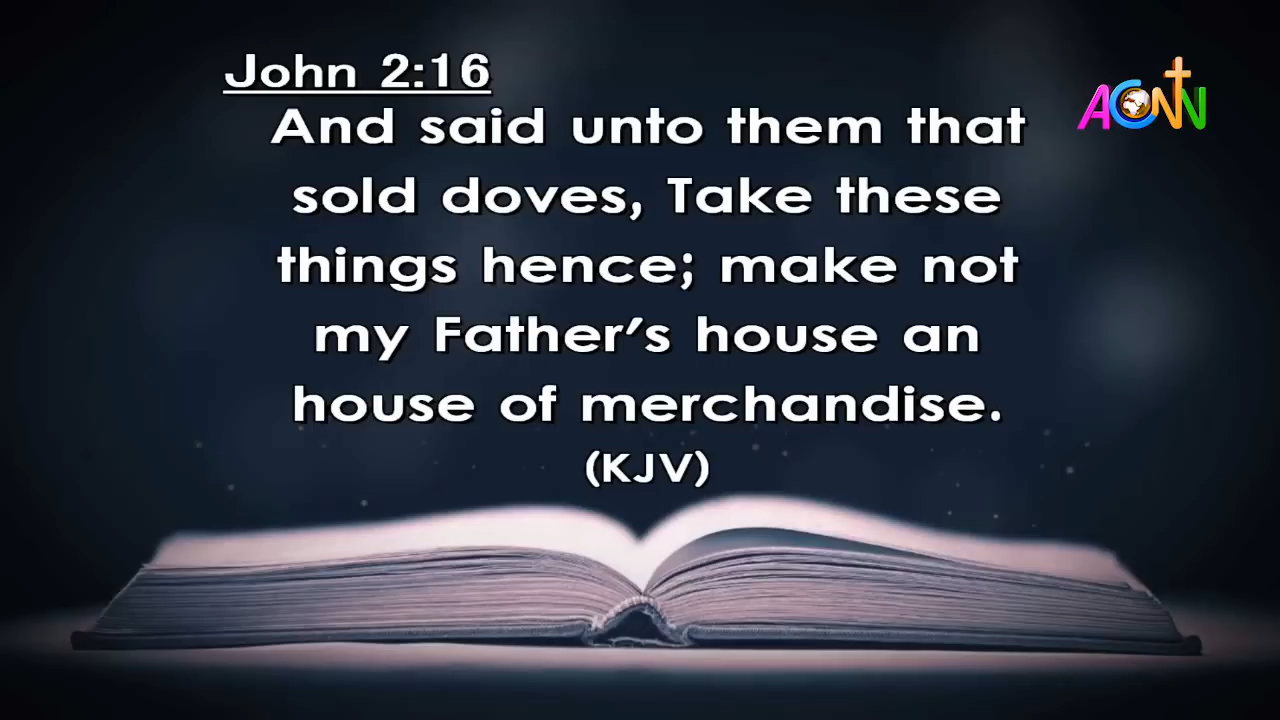 John 2:16
ACNN
And said unto them that
sold doves, Take these
things hence; make not
my Father's house an
house of merchandise.
(KJV)